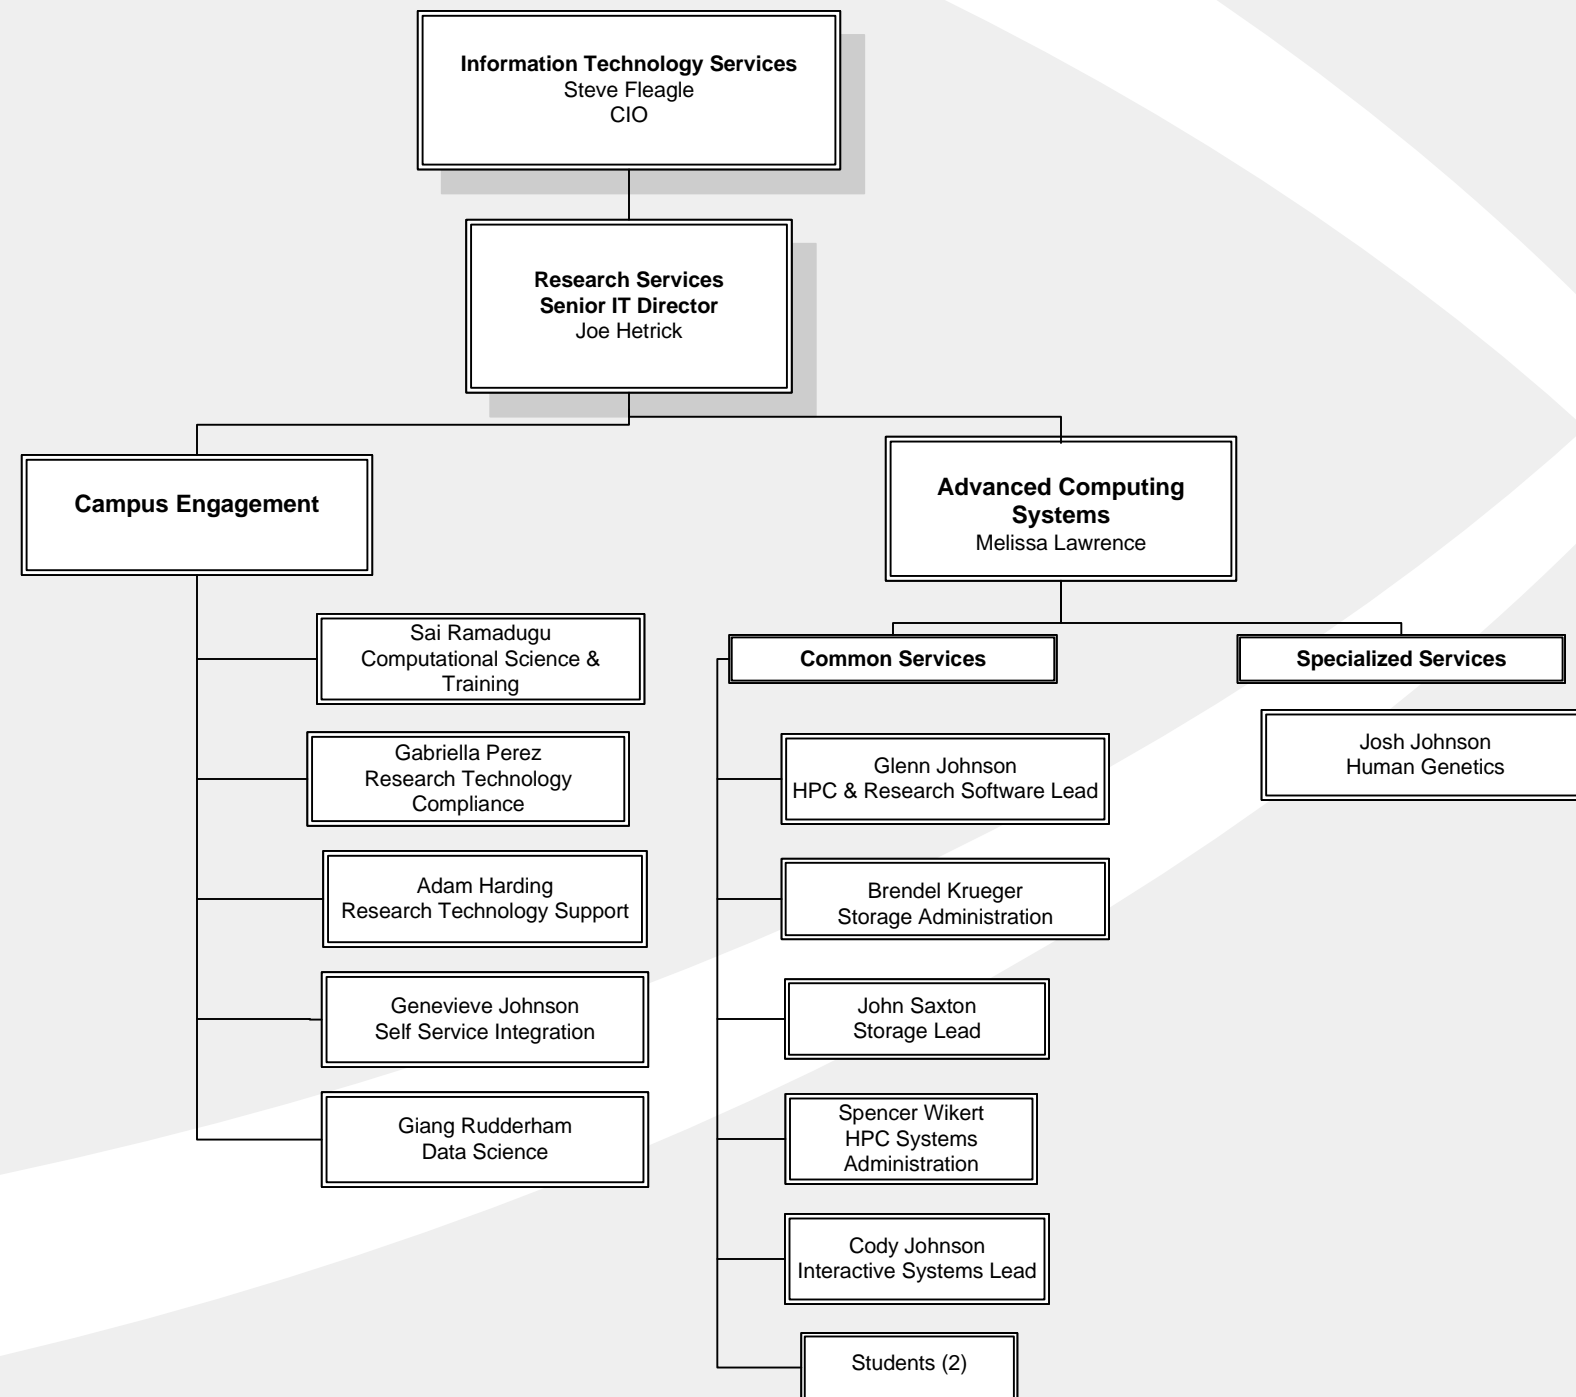 Information Technology Services
Steve Fleagle
CIO
Research Services
Senior IT Director
Joe Hetrick
Campus Engagement
Advanced Computing
Systems
Melissa Lawrence
Sai Ramadugu
Computational Science &
Training
Gabriella Perez
Research Technology
Compliance
Adam Harding
Research Technology Support
Genevieve Johnson
Self Service Integration
Giang Rudderham
Data Science
Common Services
Glenn Johnson
HPC & Research Software Lead
Brendel Krueger
Storage Administration
John Saxton
Storage Lead
Spencer Wikert
HPC Systems
Administration
Cody Johnson
Interactive Systems Lead
Students (2)
Specialized Services
Josh Johnson
Human Genetics